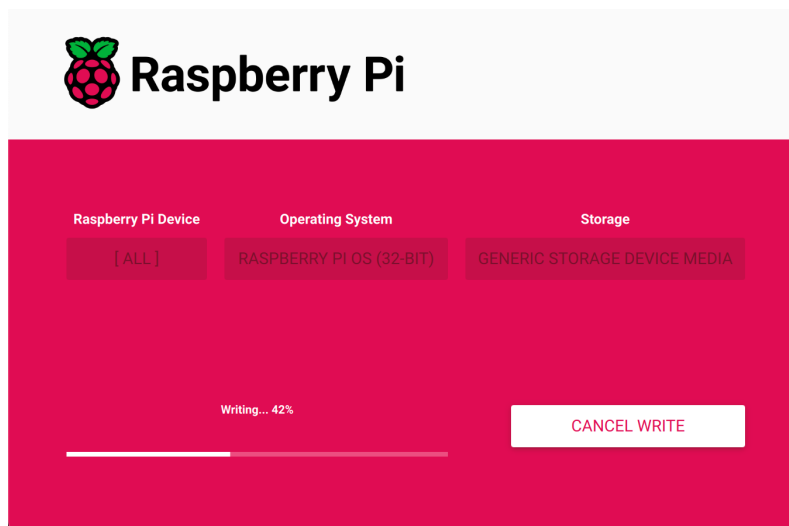 Raspberry Pi
Raspberry Pi Device
Operating System
Storage
[ ALL ]
RASPBERRY PI OS (32-BIT)
GENERIC STORAGE DEVICE MEDIA
Writing... 42%
CANCEL WRITE